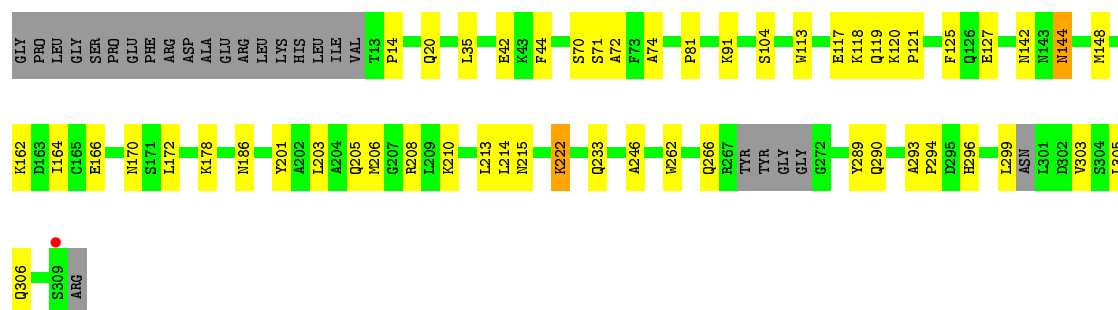 GLY PRO LEU GLY SER PRO GLU PHE ARG ASP ALA GLU ARG LEU LYS HIS LEU ILE VAL T13 P14 Q20 L35 E42 K43 F44 S70 S71 A72 F73 A74 P81 K91 S104 W113 E117 K118 Q119 K120 P121 F125 Q126 E127 N142 N143 N144 M148
K162 D163 I164 C165 E166 N170 S171 L172 K178 N186 Y201 A202 L203 A204 Q205 M206 G207 R208 L209 K210 L213 L214 N215 K222 Q233 A246 W262 Q266 R267 TYR TYR GLY GLY G272 Y289 Q290 A293 P294 D295 H296 L299 ASN L301 D302 V303 S304 L305
Q306 S309 ARG